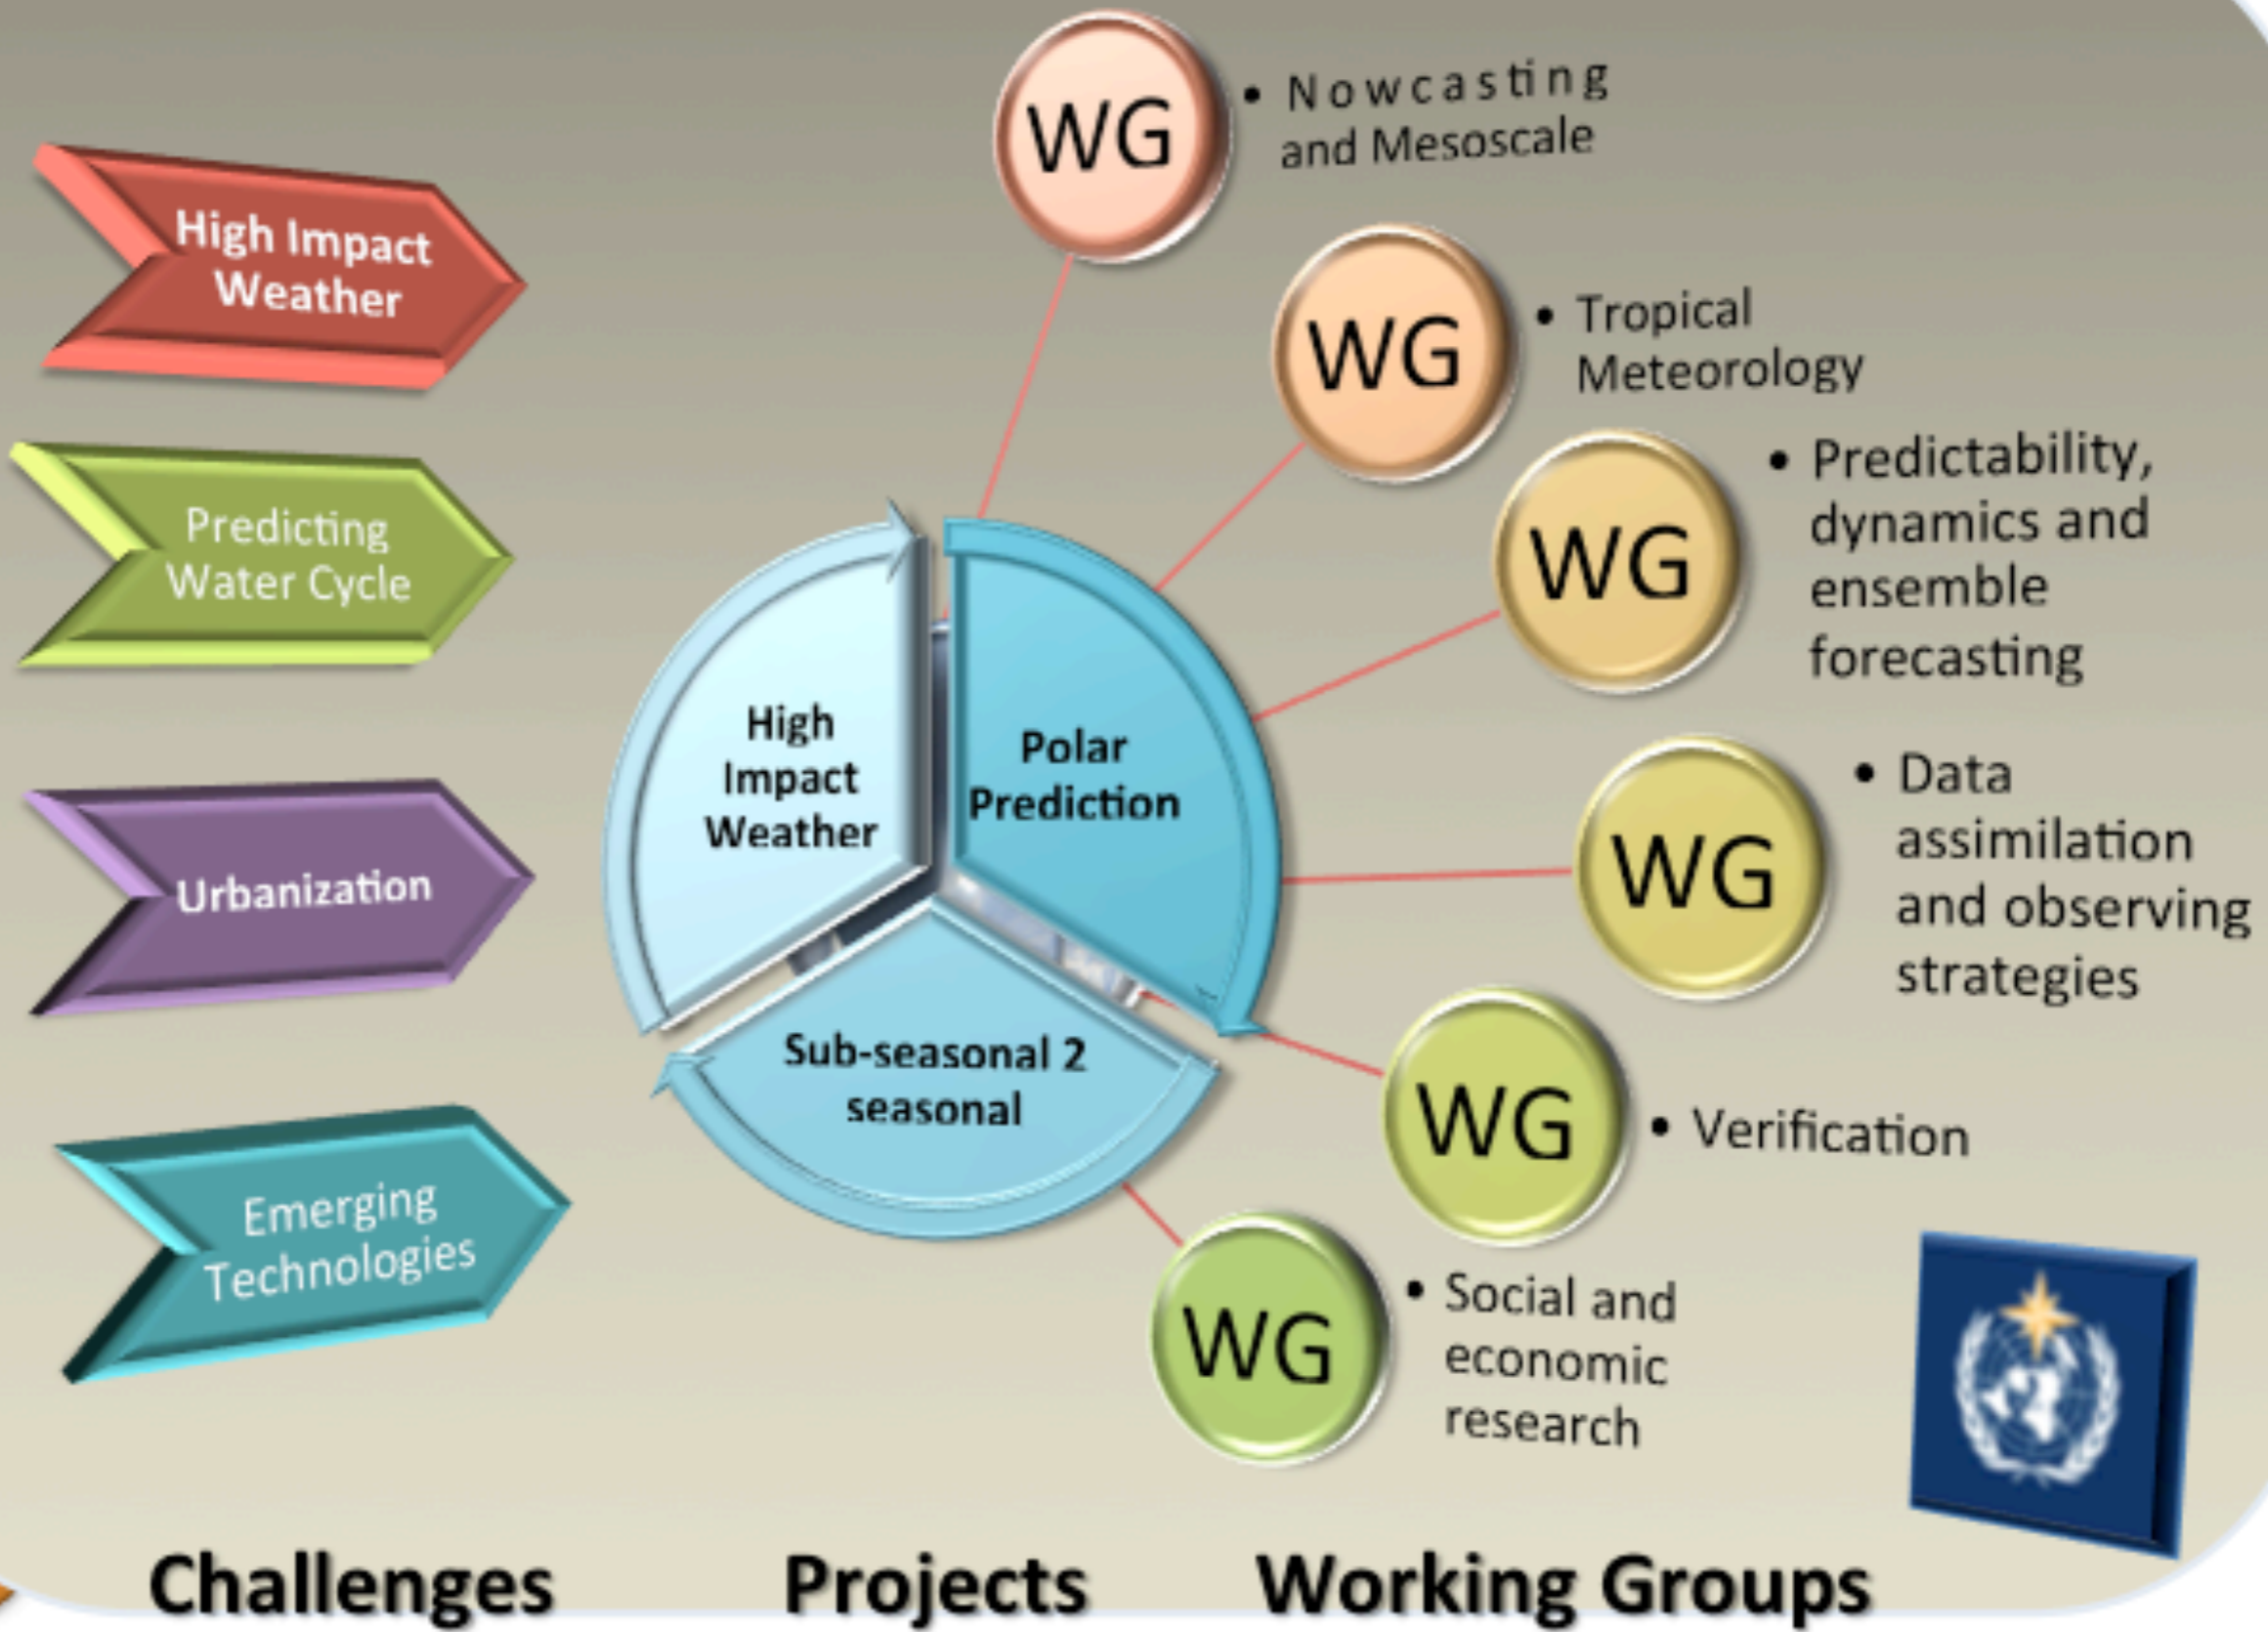 High Impact
Weather
Predicting
Water Cycle
Urbanization
Emerging
Technologies
High
Impact
Weather
Polar
Prediction
Sub-seasonal 2
seasonal
WG
• Nowcasting
and Mesoscale
WG
• Tropical
Meteorology
WG
• Predictability,
dynamics and
ensemble
forecasting
WG
• Data
assimilation
and observing
strategies
WG
• Verification
WG
• Social and
economic
research
Challenges
Projects
Working Groups